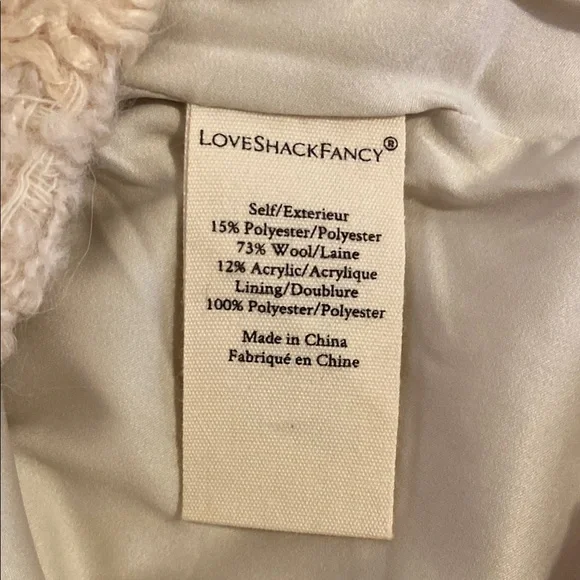 LOVESHACKFANCY®
Self/Exterieur
15% Polyester/Polyester
73% Wool/Laine
12% Acrylic/Acrylique
Lining/Doublure
100% Polyester/Polyester
Made in China
Fabriqué en Chine